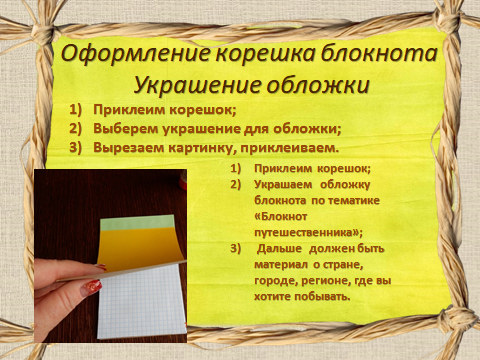 Оформление корешка блокнота
Украшение обложки
1) Приклеим корешок;
2) Выберем украшение для обложки;
3) Вырезаем картинку, приклеиваем.
1) Приклеим корешок;
2) Украшаем обложку
блокнота по тематике
«Блокнот
путешественника»;
3) Дальше должен быть
материал о стране,
городе, регионе, где вы
хотите побывать.